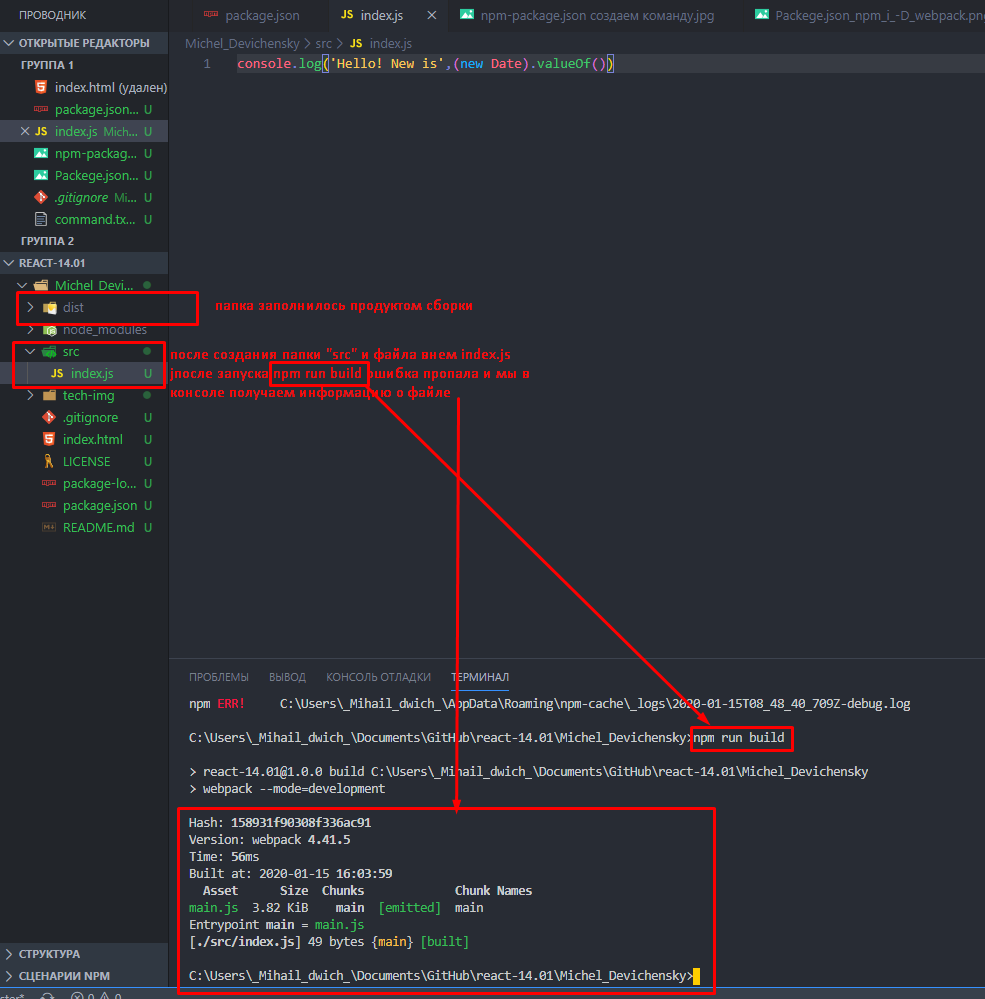 ПРОВОДНИК
package.json
JS index.js
npm-package.json создаем команду.jpg
Packege.json_npm_i_-D_webpack.pn
ОТКРЫТЫЕ РЕДАКТОРЫ
ГРУППА 1
index.html (удален)
package.json... U
JS index.js Mich... U
npm-packag... U
Packege.json... U
.gitignore Mi... U
command.tx... U
ГРУППА 2
REACT-14.01
Michel_Devi...
dist
node_modules
src
JS index.js U
tech-img
.gitignore U
index.html U
LICENSE U
package-lo... U
package.json U
README.md U
СТРУКТУРА
СЦЕНАРИИ NPM
Michel_Devichensky > src > JS index.js
1 console.log('Hello! New is',(new Date).valueOf())
папка заполнилось продуктом сборки
после создания папки "src" и файла внем index.js
jпосле запуска npm run build ошибка пропала и мы я
консоле получаем информацию о файле
ПРОБЛЕМЫ ВЫВОД КОНСОЛЬ ОТЛАДКИ ТЕРМИНАЛ
npm ERR! C:\Users\_Mihail_dwich_\AppData\Roaming\npm-cache\_logs\2020-01-15T08_48_40_709Z-debug.log
C:\Users\_Mihail_dwich_\Documents\GitHub\react-14.01\Michel_Devichensky>npm run build
> react-14.01@1.0.0 build C:\Users\_Mihail_dwich_\Documents\GitHub\react-14.01\Michel_Devichensky
> webpack --mode=development
Hash: 158931f90308f336ac91
Version: webpack 4.41.5
Time: 56ms
Built at: 2020-01-15 16:03:59
Asset Size Chunks Chunk Names
main.js 3.82 KiB main [emitted] main
Entrypoint main = main.js
[./src/index.js] 49 bytes {main} [built]
C:\Users\_Mihail_dwich_\Documents\GitHub\react-14.01\Michel_Devichensky>